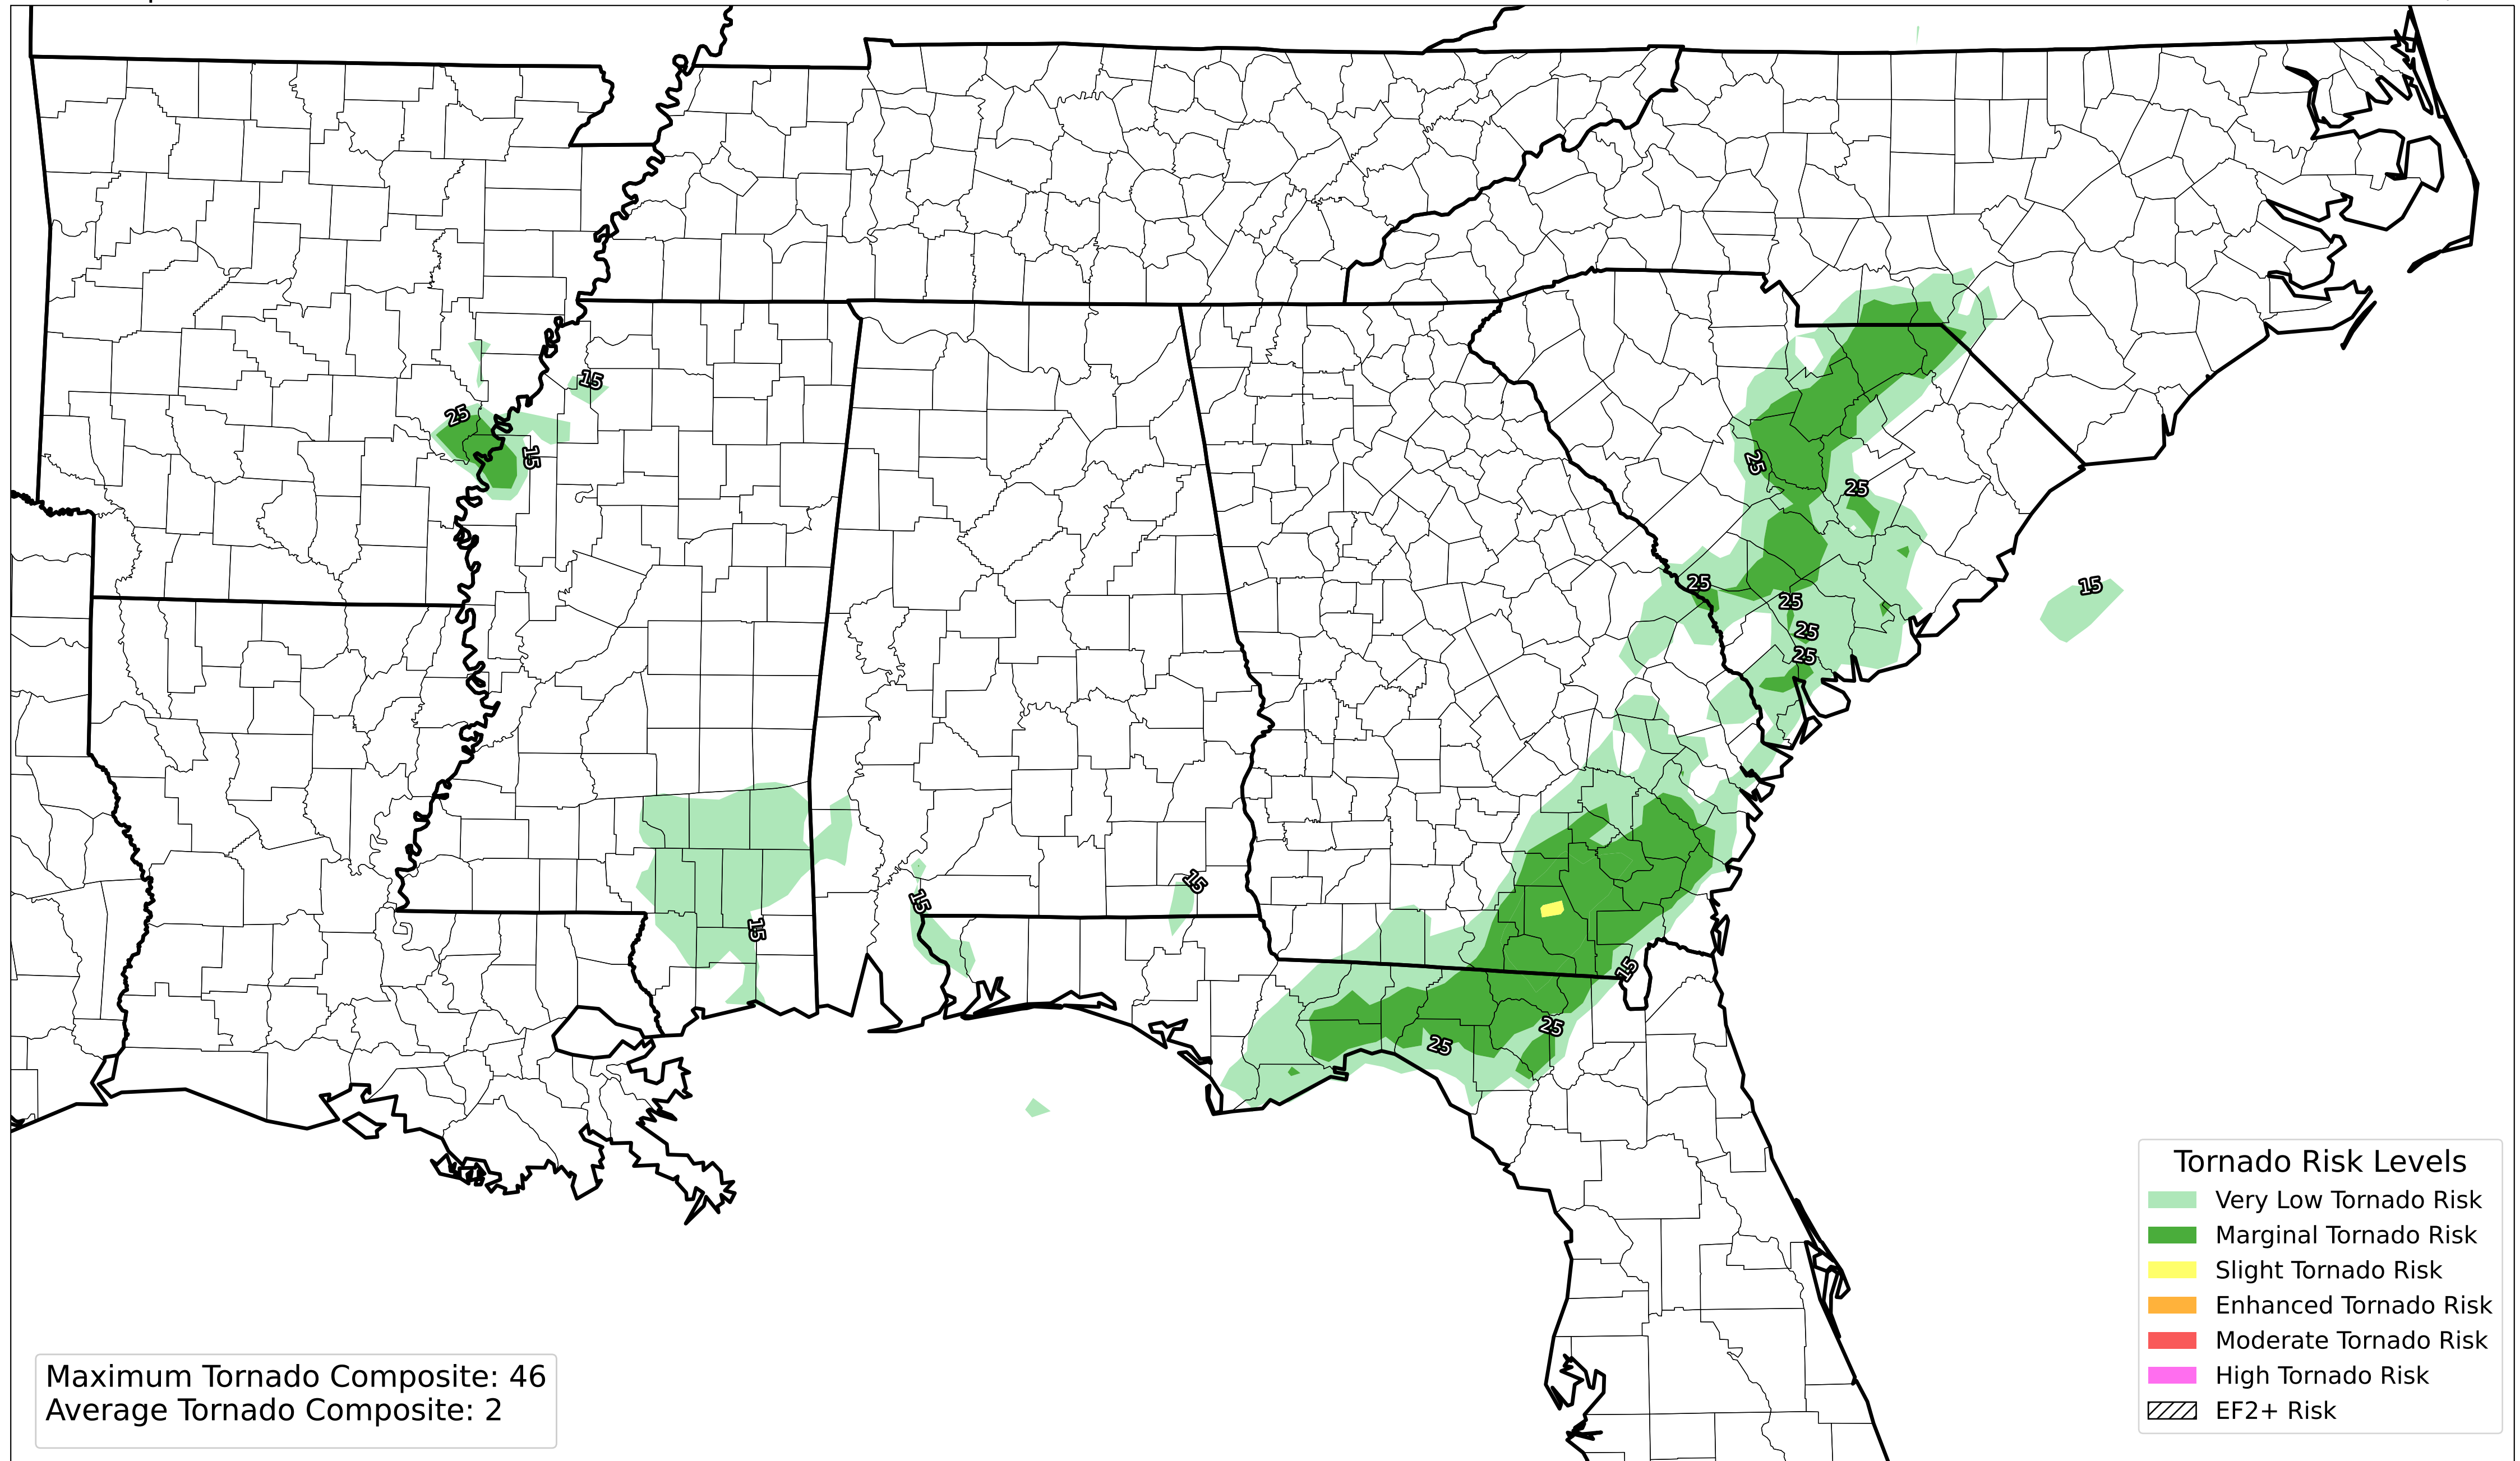 15
25
15
25
25
25
15
25
25
25
15
15
15
15
25
25
Tornado Risk Levels
Very Low Tornado Risk
Marginal Tornado Risk
Slight Tornado Risk
Enhanced Tornado Risk
Moderate Tornado Risk
High Tornado Risk
EF2+ Risk
Maximum Tornado Composite: 46
Average Tornado Composite: 2